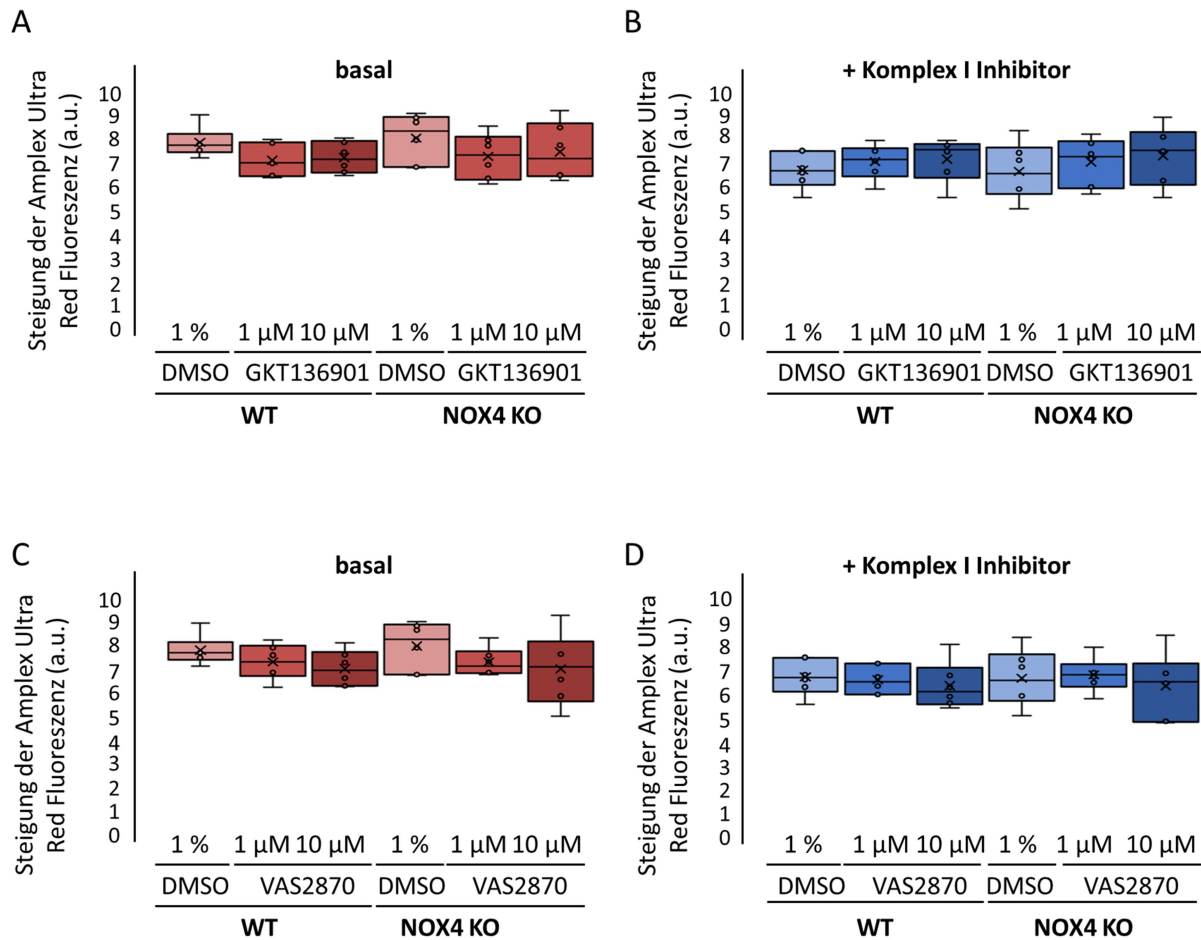 A
basal
Steigung der Amplex Ultra
Red Fluoreszenz (a.u.)
10
9
8
7
6
5
4
3
2
1
0
1 % 1 µM 10 µM 1 % 1 µM 10 µM
DMSO GKT136901 DMSO GKT136901
WT NOX4 KO
B
+ Komplex I Inhibitor
Steigung der Amplex Ultra
Red Fluoreszenz (a.u.)
10
9
8
7
6
5
4
3
2
1
0
1 % 1 µM 10 µM 1 % 1 µM 10 µM
DMSO GKT136901 DMSO GKT136901
WT NOX4 KO
C
basal
Steigung der Amplex Ultra
Red Fluoreszenz (a.u.)
10
9
8
7
6
5
4
3
2
1
0
1 % 1 µM 10 µM 1 % 1 µM 10 µM
DMSO VAS2870 DMSO VAS2870
WT NOX4 KO
D
+ Komplex I Inhibitor
Steigung der Amplex Ultra
Red Fluoreszenz (a.u.)
10
9
8
7
6
5
4
3
2
1
0
1 % 1 µM 10 µM 1 % 1 µM 10 µM
DMSO VAS2870 DMSO VAS2870
WT NOX4 KO